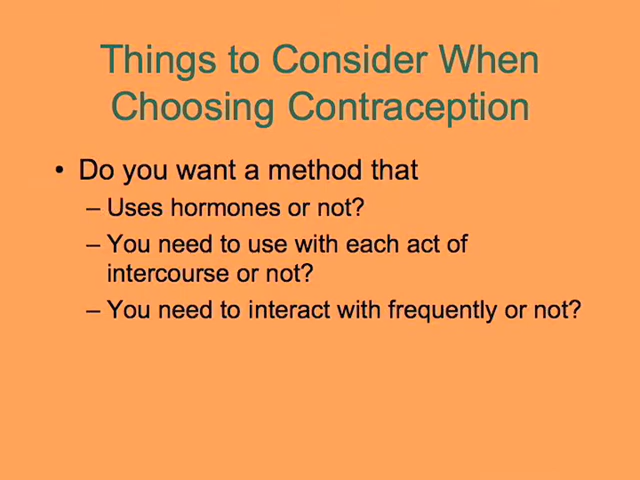 Things to Consider When
Choosing Contraception
• Do you want a method that
– Uses hormones or not?
– You need to use with each act of
intercourse or not?
– You need to interact with frequently or not?